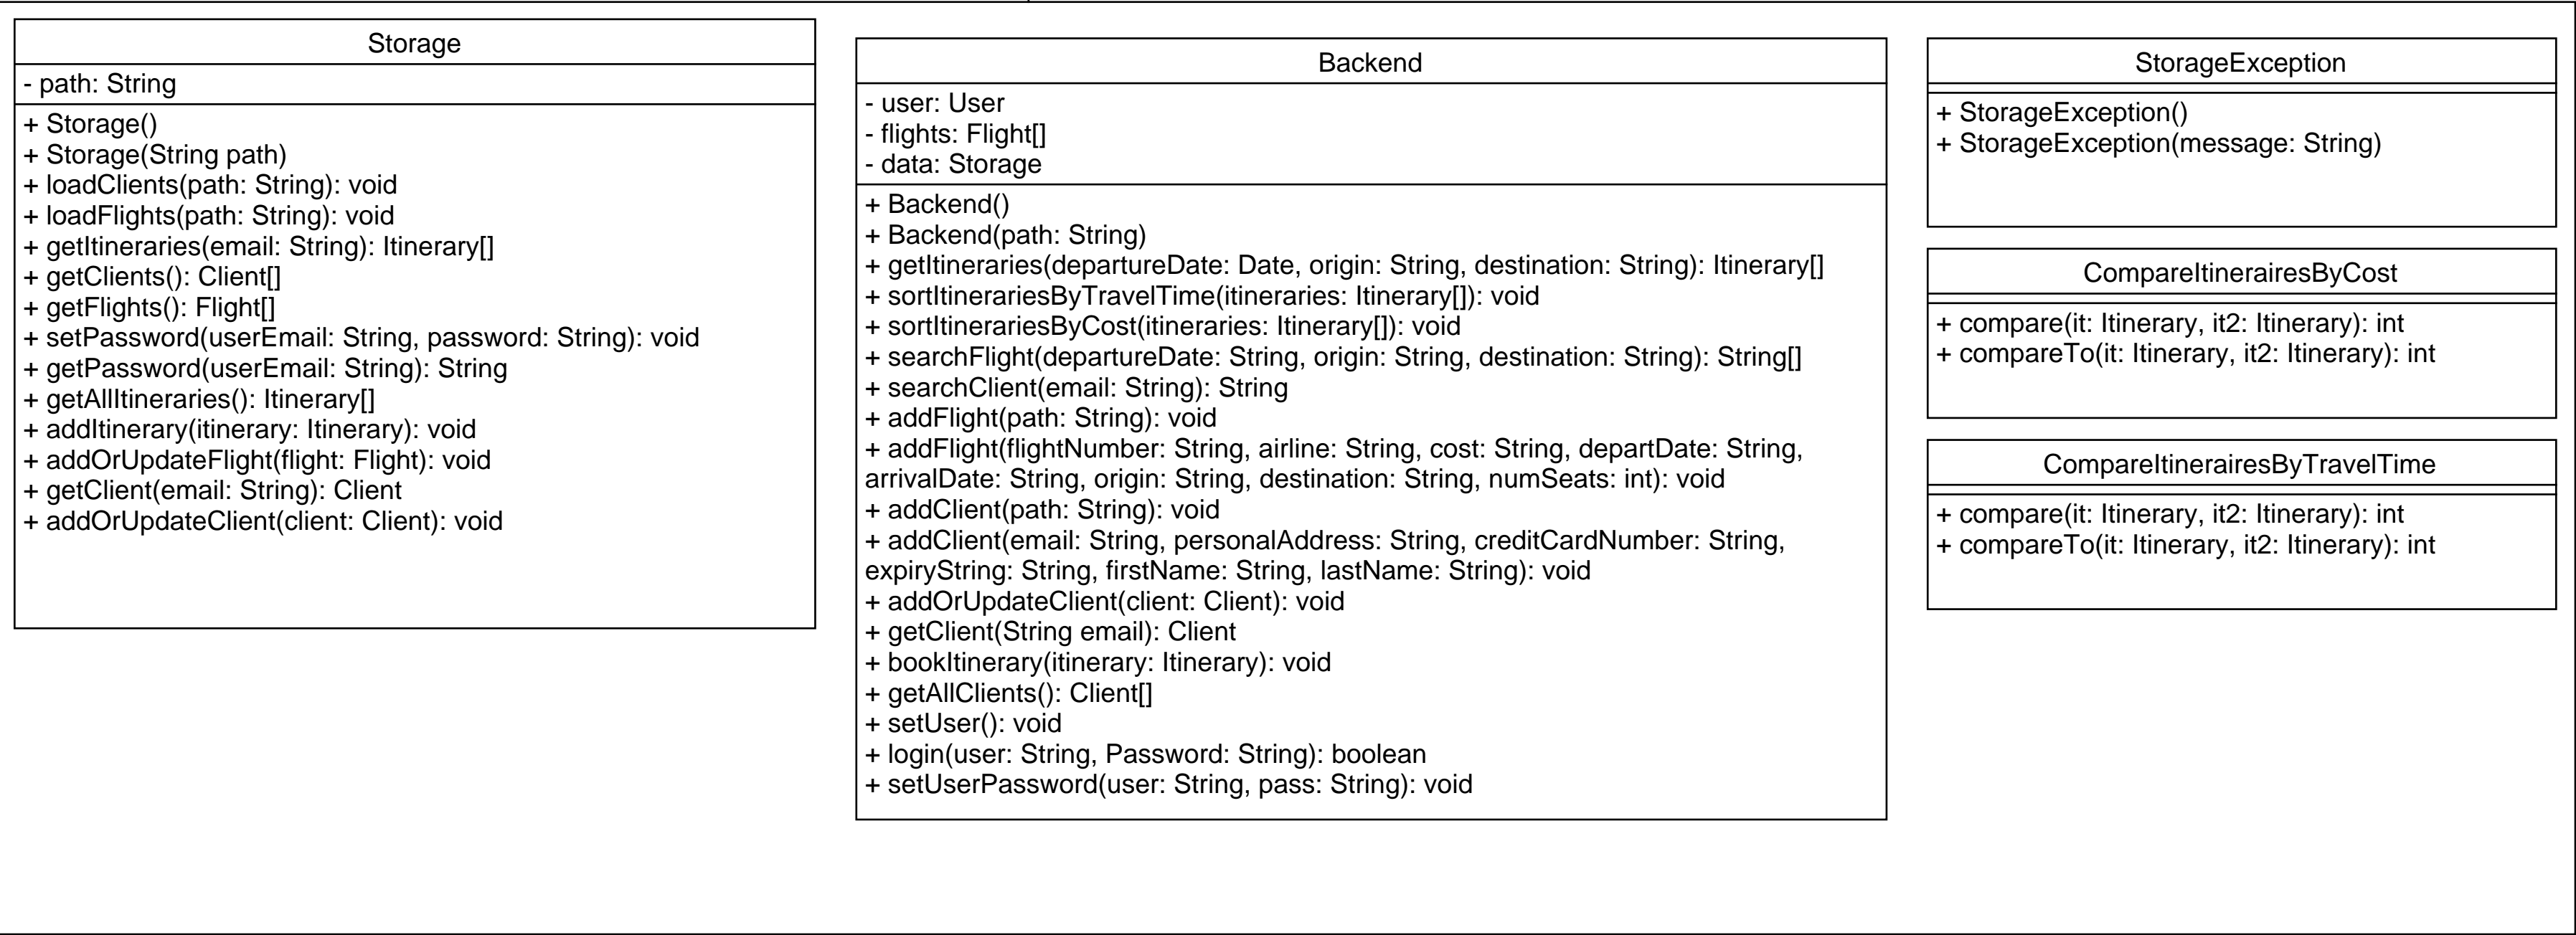 Storage
- path: String
+ Storage()
+ Storage(String path)
+ loadClients(path: String): void
+ loadFlights(path: String): void
+ getItineraries(email: String): Itinerary[]
+ getClients(): Client[]
+ getFlights(): Flight[]
+ setPassword(userEmail: String, password: String): void
+ getPassword(userEmail: String): String
+ getAllItineraries(): Itinerary[]
+ addItinerary(itinerary: Itinerary): void
+ addOrUpdateFlight(flight: Flight): void
+ getClient(email: String): Client
+ addOrUpdateClient(client: Client): void
Backend
- user: User
- flights: Flight[]
- data: Storage
+ Backend()
+ Backend(path: String)
+ getItineraries(departureDate: Date, origin: String, destination: String): Itinerary[]
+ sortItinerariesByTravelTime(itineraries: Itinerary[]): void
+ sortItinerariesByCost(itineraries: Itinerary[]): void
+ searchFlight(departureDate: String, origin: String, destination: String): String[]
+ searchClient(email: String): String
+ addFlight(path: String): void
+ addFlight(flightNumber: String, airline: String, cost: String, departDate: String,
arrivalDate: String, origin: String, destination: String, numSeats: int): void
+ addClient(path: String): void
+ addClient(email: String, personalAddress: String, creditCardNumber: String,
expiryString: String, firstName: String, lastName: String): void
+ addOrUpdateClient(client: Client): void
+ getClient(String email): Client
+ bookItinerary(itinerary: Itinerary): void
+ getAllClients(): Client[]
+ setUser(): void
+ login(user: String, Password: String): boolean
+ setUserPassword(user: String, pass: String): void
StorageException
+ StorageException()
+ StorageException(message: String)
CompareItinerairesByCost
+ compare(it: Itinerary, it2: Itinerary): int
+ compareTo(it: Itinerary, it2: Itinerary): int
CompareItinerairesByTravelTime
+ compare(it: Itinerary, it2: Itinerary): int
+ compareTo(it: Itinerary, it2: Itinerary): int